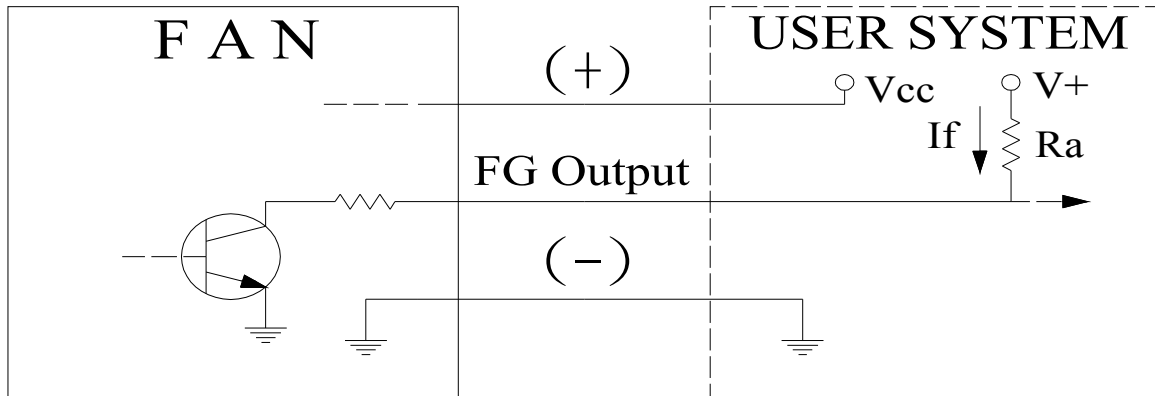 F A N
USER SYSTEM
(+)
Vcc
V+
If
Ra
FG Output
(-)